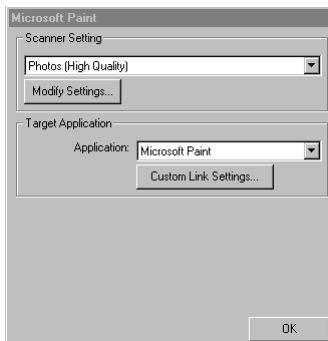 Microsoft Paint
Scanner Setting
Photos (High Quality)
Modify Settings...
Target Application
Application: Microsoft Paint
Custom Link Settings...
OK